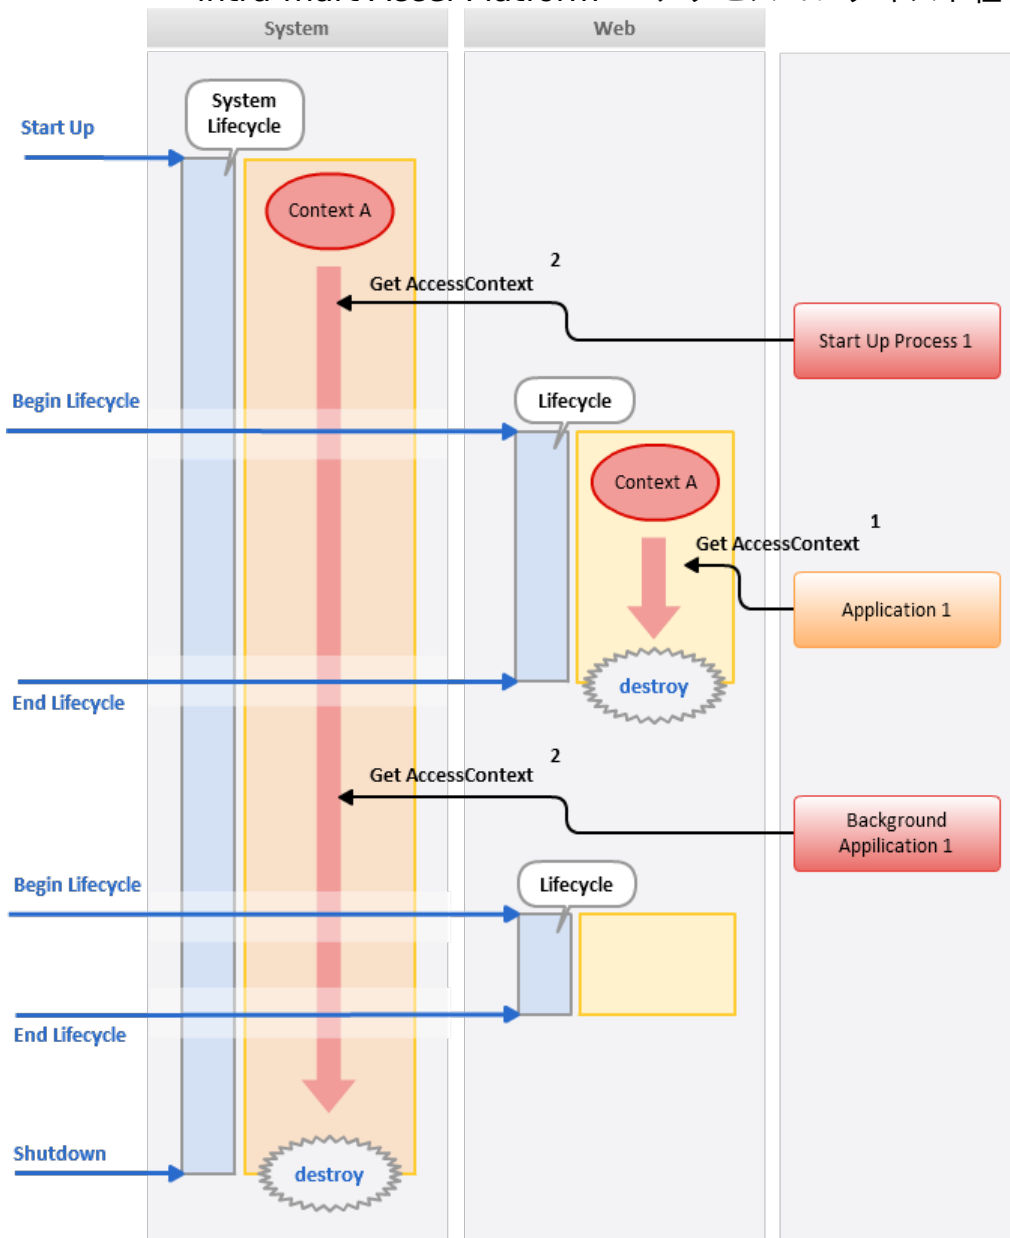 System
Web
System
Lifecycle
Start Up
Context A
2
Get AccessContext
Start Up Process 1
Begin Lifecycle
Lifecycle
Context A
1
Get AccessContext
Application 1
destroy
End Lifecycle
2
Get AccessContext
Background
Appilication 1
Begin Lifecycle
Lifecycle
End Lifecycle
Shutdown
destroy